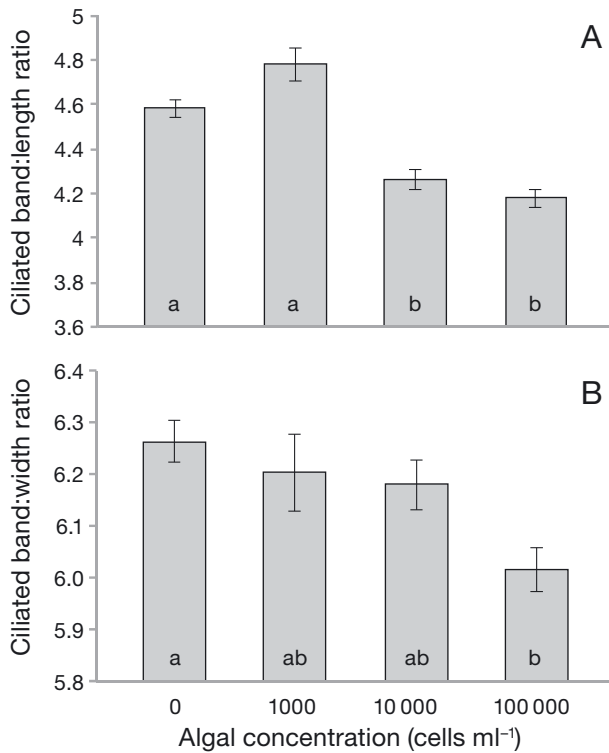 A
Ciliated band:length ratio
5
4.8
4.6
4.4
4.2
4
3.8
3.6
a a b b
B
Ciliated band:width ratio
6.4
6.3
6.2
6.1
6.0
5.9
5.8
a ab ab b
0 1000 10 000 100 000
Algal concentration (cells ml⁻¹)